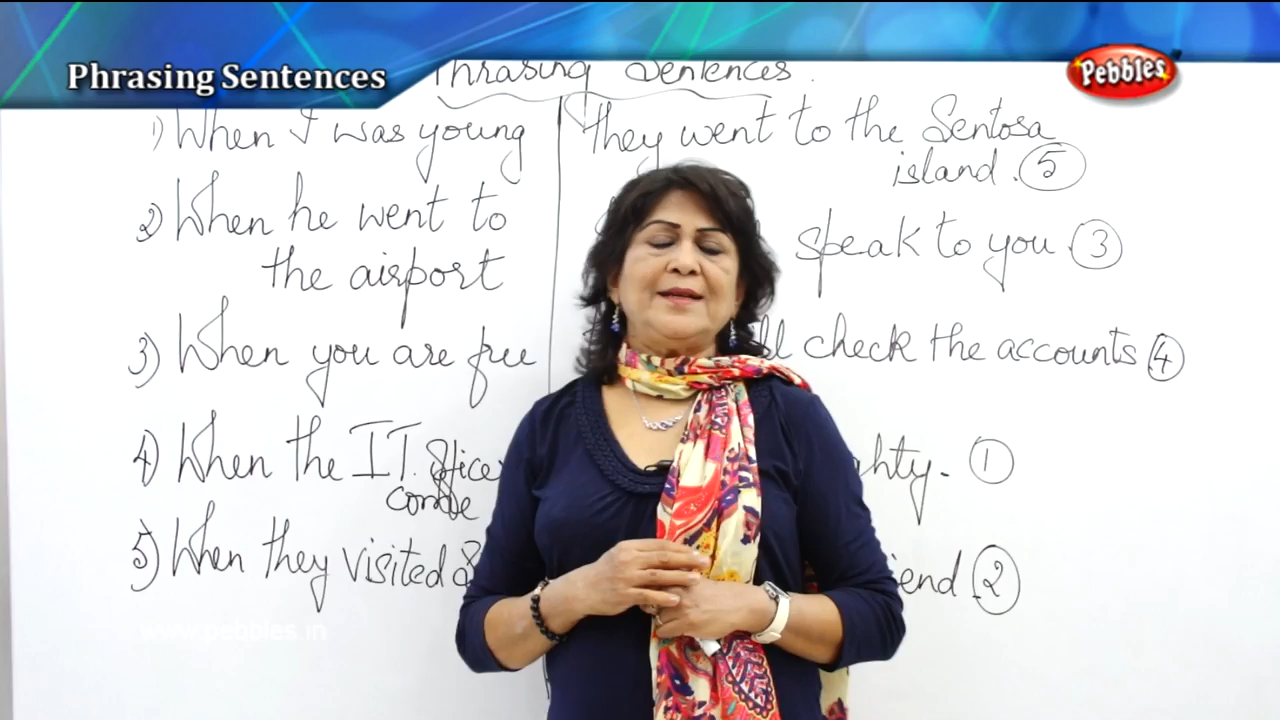 Phrasing Sentences
Pebbles
Phrasing Sentences.
1) When I was young
they went to the Sentosa
island. 5
2) When he went to
the airport
speak to you. 3
3) When you are free
check the accounts 4
4) When the I.T. office
come
1
5) When they visited
2
www.pebbles.in